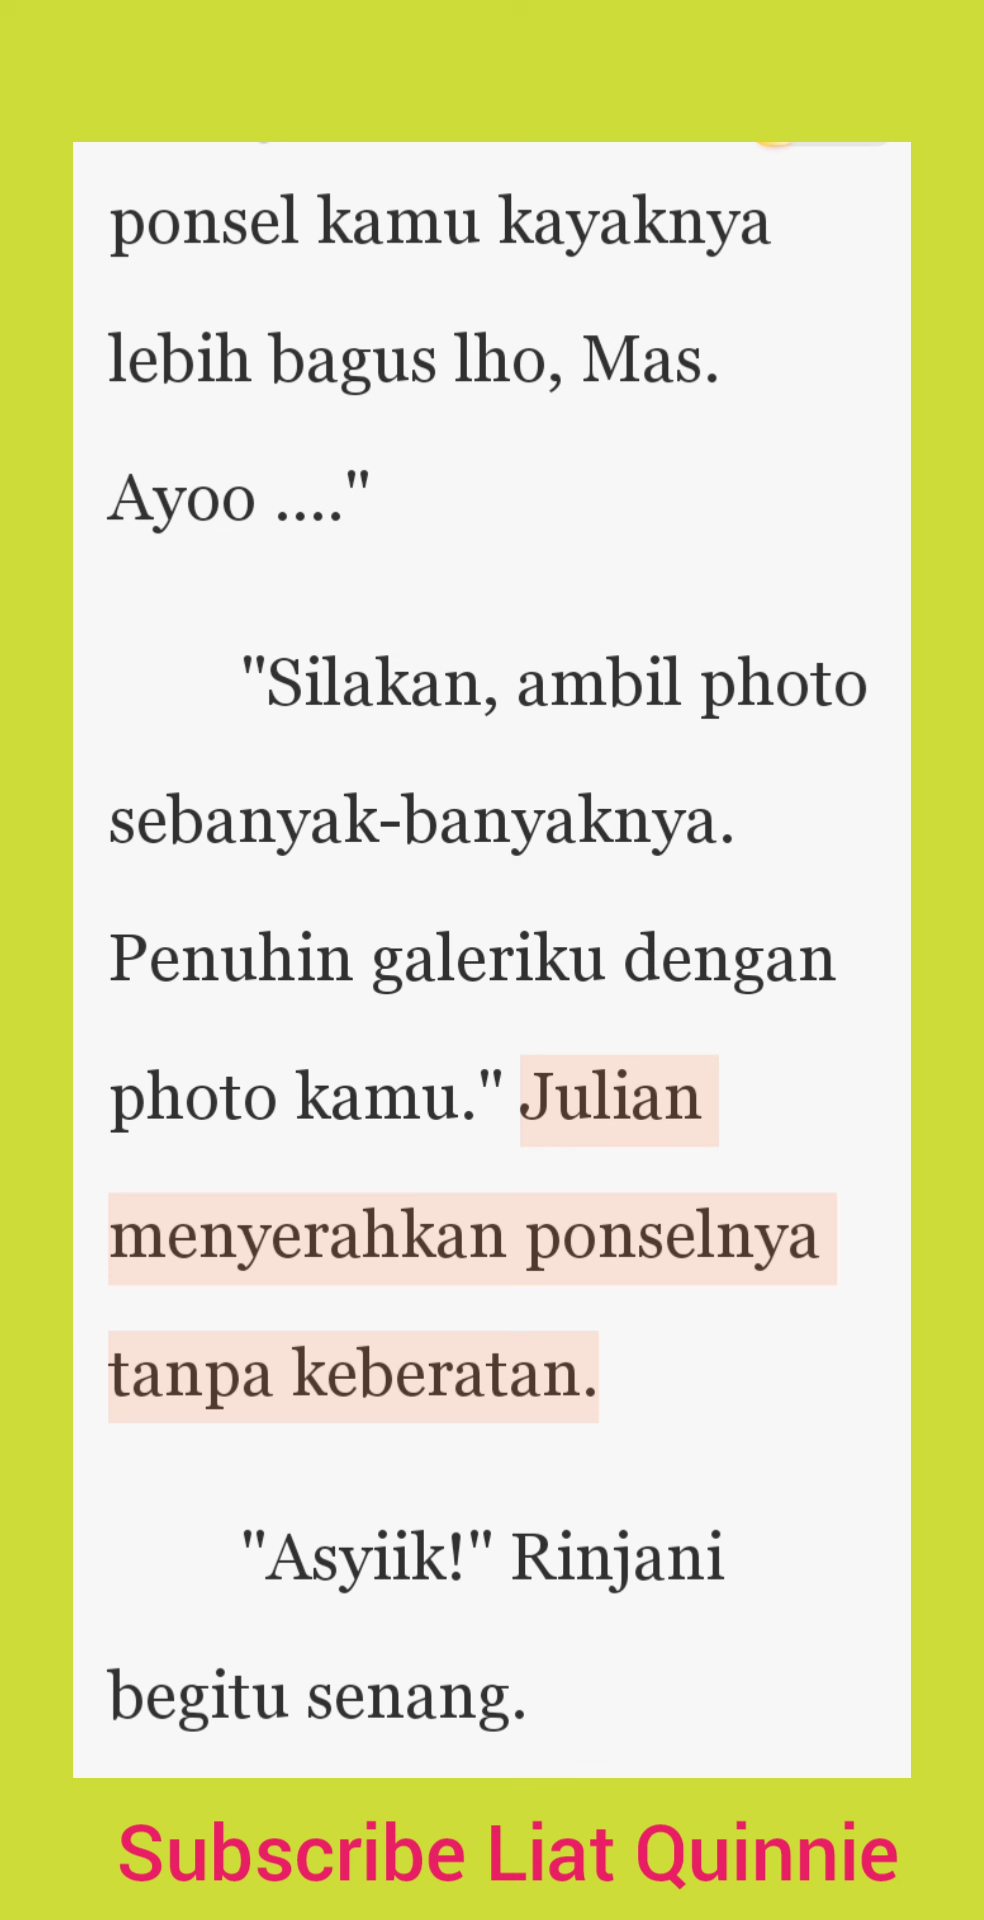 ponsel kamu kayaknya
lebih bagus lho, Mas.
Ayoo ...."
"Silakan, ambil photo
sebanyak-banyaknya.
Penuhin galeriku dengan
photo kamu." Julian
menyerahkan ponselnya
tanpa keberatan.
"Asyiik!" Rinjani
begitu senang.
Subscribe Liat Quinnie